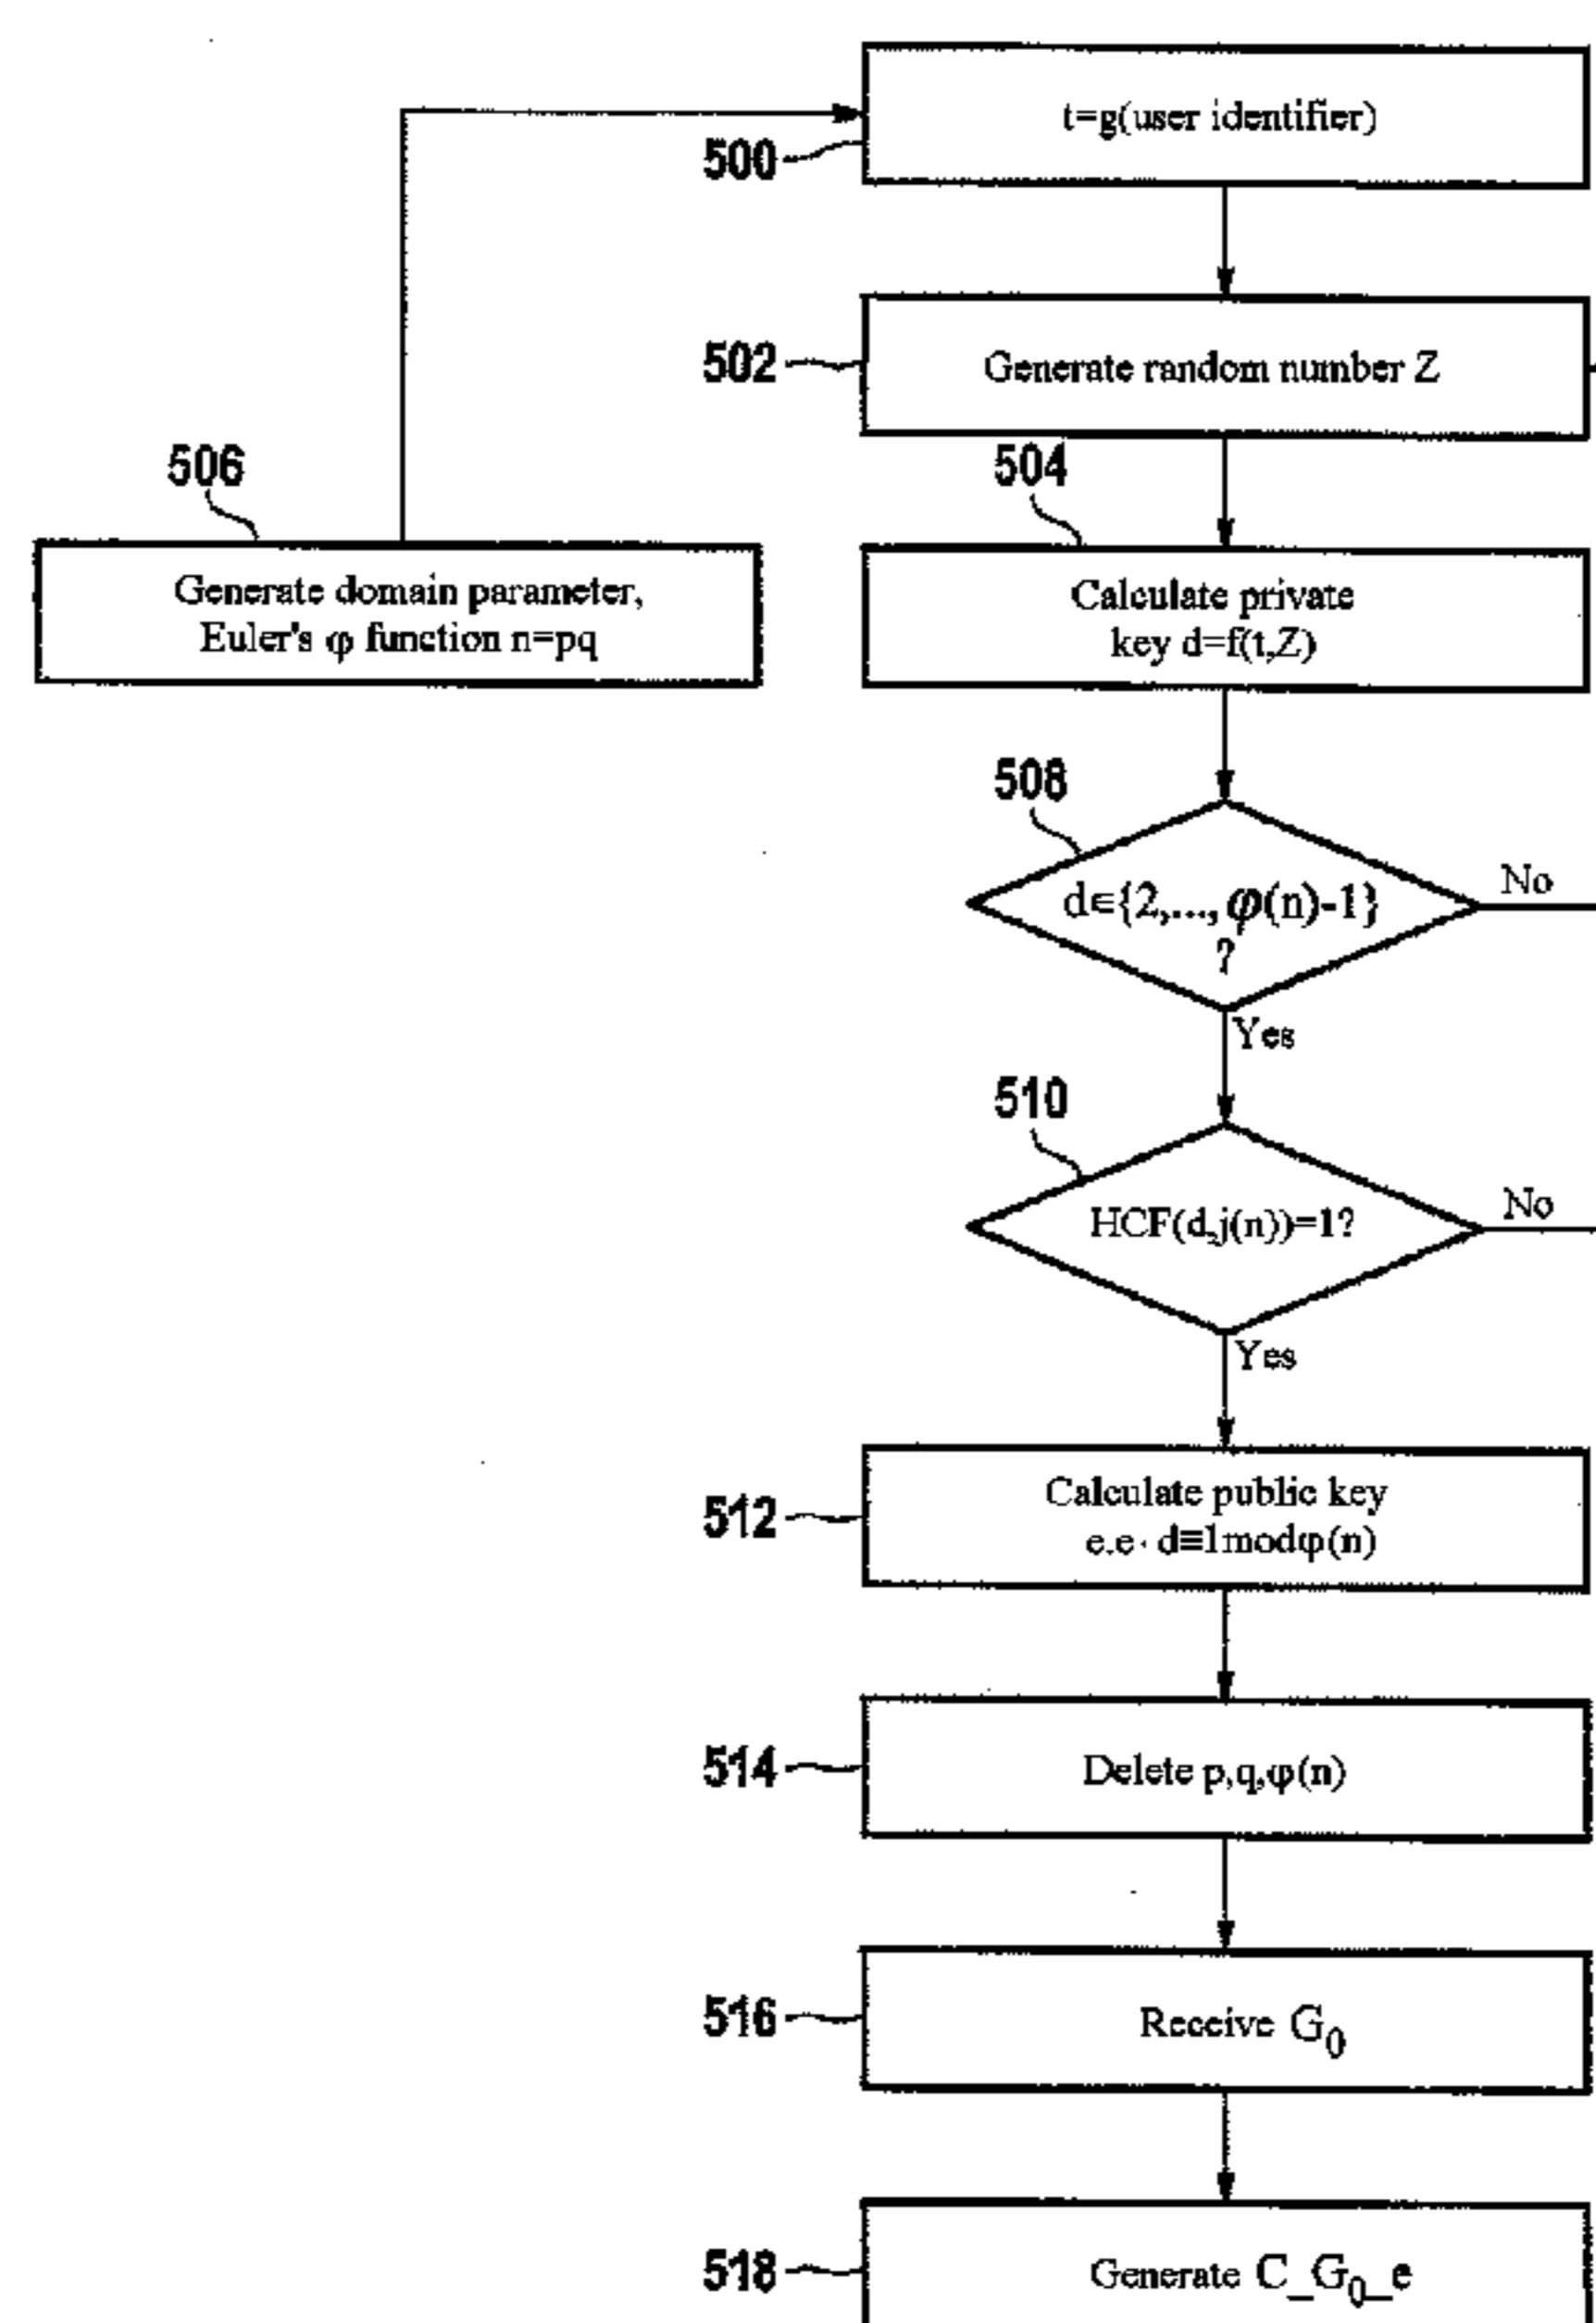 t=g(user identifier)
500
Generate random number Z
502
506
504
Generate domain parameter,
Euler's φ function n=pq
Calculate private
key d=f(t,Z)
508
d∈{2,..., φ(n)-1}
?
No
Yes
510
HCF(d,j(n))=1?
No
Yes
512
Calculate public key
e.e· d≡1modφ(n)
514
Delete p,q,φ(n)
516
Receive G₀
518
Generate C_G₀_e